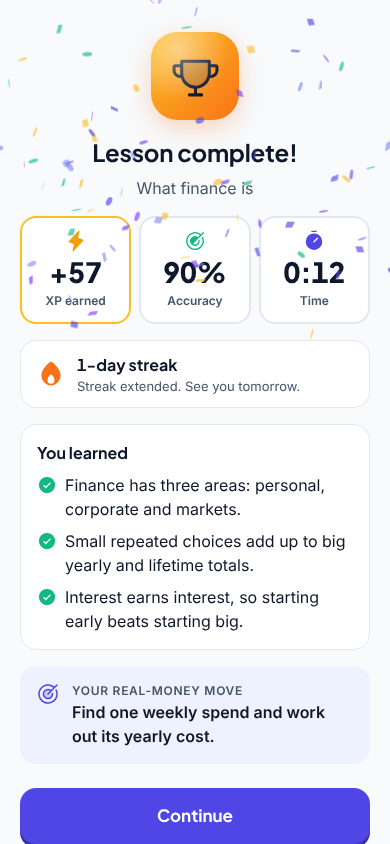 Lesson complete!
What finance is
+57
XP earned
90%
Accuracy
0:12
Time
1-day streak
Streak extended. See you tomorrow.
You learned
Finance has three areas: personal,
corporate and markets.
Small repeated choices add up to big
yearly and lifetime totals.
Interest earns interest, so starting
early beats starting big.
YOUR REAL-MONEY MOVE
Find one weekly spend and work
out its yearly cost.
Continue